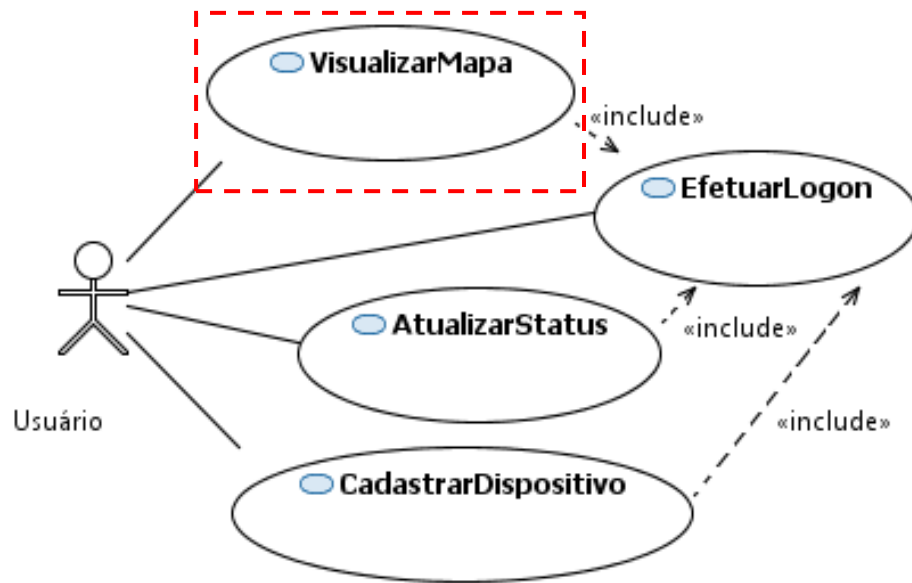 VisualizarMapa
«include»
EfetuarLogon
AtualizarStatus
«include»
Usuário
«include»
CadastrarDispositivo